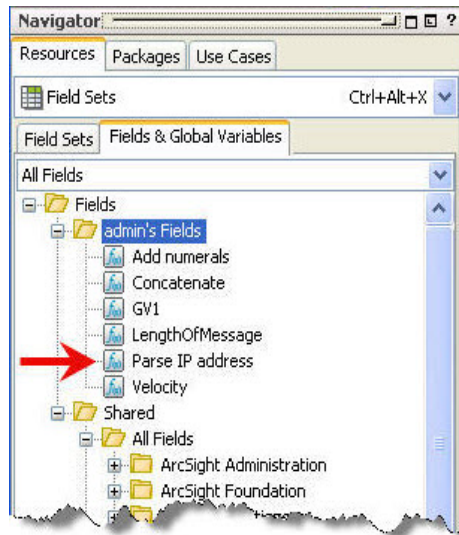 Navigator ?
Resources Packages Use Cases
Field Sets Ctrl+Alt+X
Field Sets Fields & Global Variables
All Fields
Fields
admin's Fields
Add numerals
Concatenate
GV1
LengthOfMessage
Parse IP address
Velocity
Shared
All Fields
ArcSight Administration
ArcSight Foundation